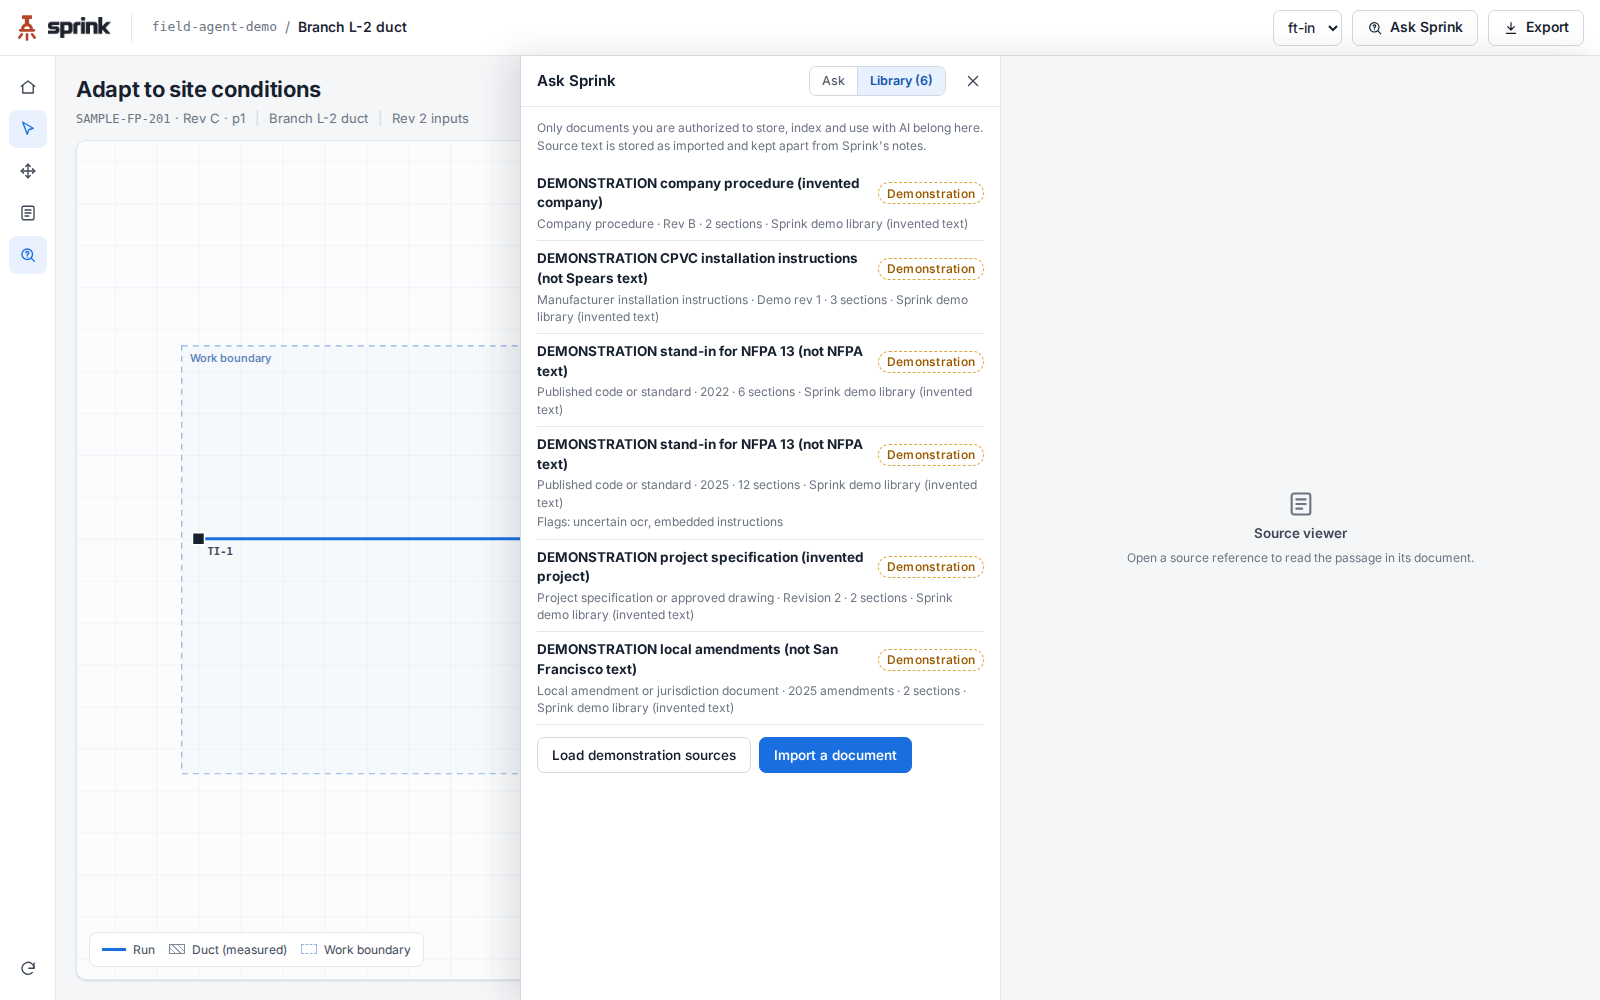 sprink
field-agent-demo / Branch L-2 duct
ft-in
Ask Sprink
Export
Adapt to site conditions
SAMPLE-FP-201 · Rev C · p1 | Branch L-2 duct | Rev 2 inputs
Work boundary
TI-1
Run
Duct (measured)
Work boundary
Ask Sprink
Ask
Library (6)
Only documents you are authorized to store, index and use with AI belong here.
Source text is stored as imported and kept apart from Sprink's notes.
DEMONSTRATION company procedure (invented
company)
Demonstration
Company procedure · Rev B · 2 sections · Sprink demo library (invented text)
DEMONSTRATION CPVC installation instructions
(not Spears text)
Demonstration
Manufacturer installation instructions · Demo rev 1 · 3 sections · Sprink demo
library (invented text)
DEMONSTRATION stand-in for NFPA 13 (not NFPA
text)
Demonstration
Published code or standard · 2022 · 6 sections · Sprink demo library (invented
text)
DEMONSTRATION stand-in for NFPA 13 (not NFPA
text)
Demonstration
Published code or standard · 2025 · 12 sections · Sprink demo library (invented
text)
Flags: uncertain ocr, embedded instructions
DEMONSTRATION project specification (invented
project)
Demonstration
Project specification or approved drawing · Revision 2 · 2 sections · Sprink
demo library (invented text)
DEMONSTRATION local amendments (not San
Francisco text)
Demonstration
Local amendment or jurisdiction document · 2025 amendments · 2 sections ·
Sprink demo library (invented text)
Load demonstration sources
Import a document
Source viewer
Open a source reference to read the passage in its document.